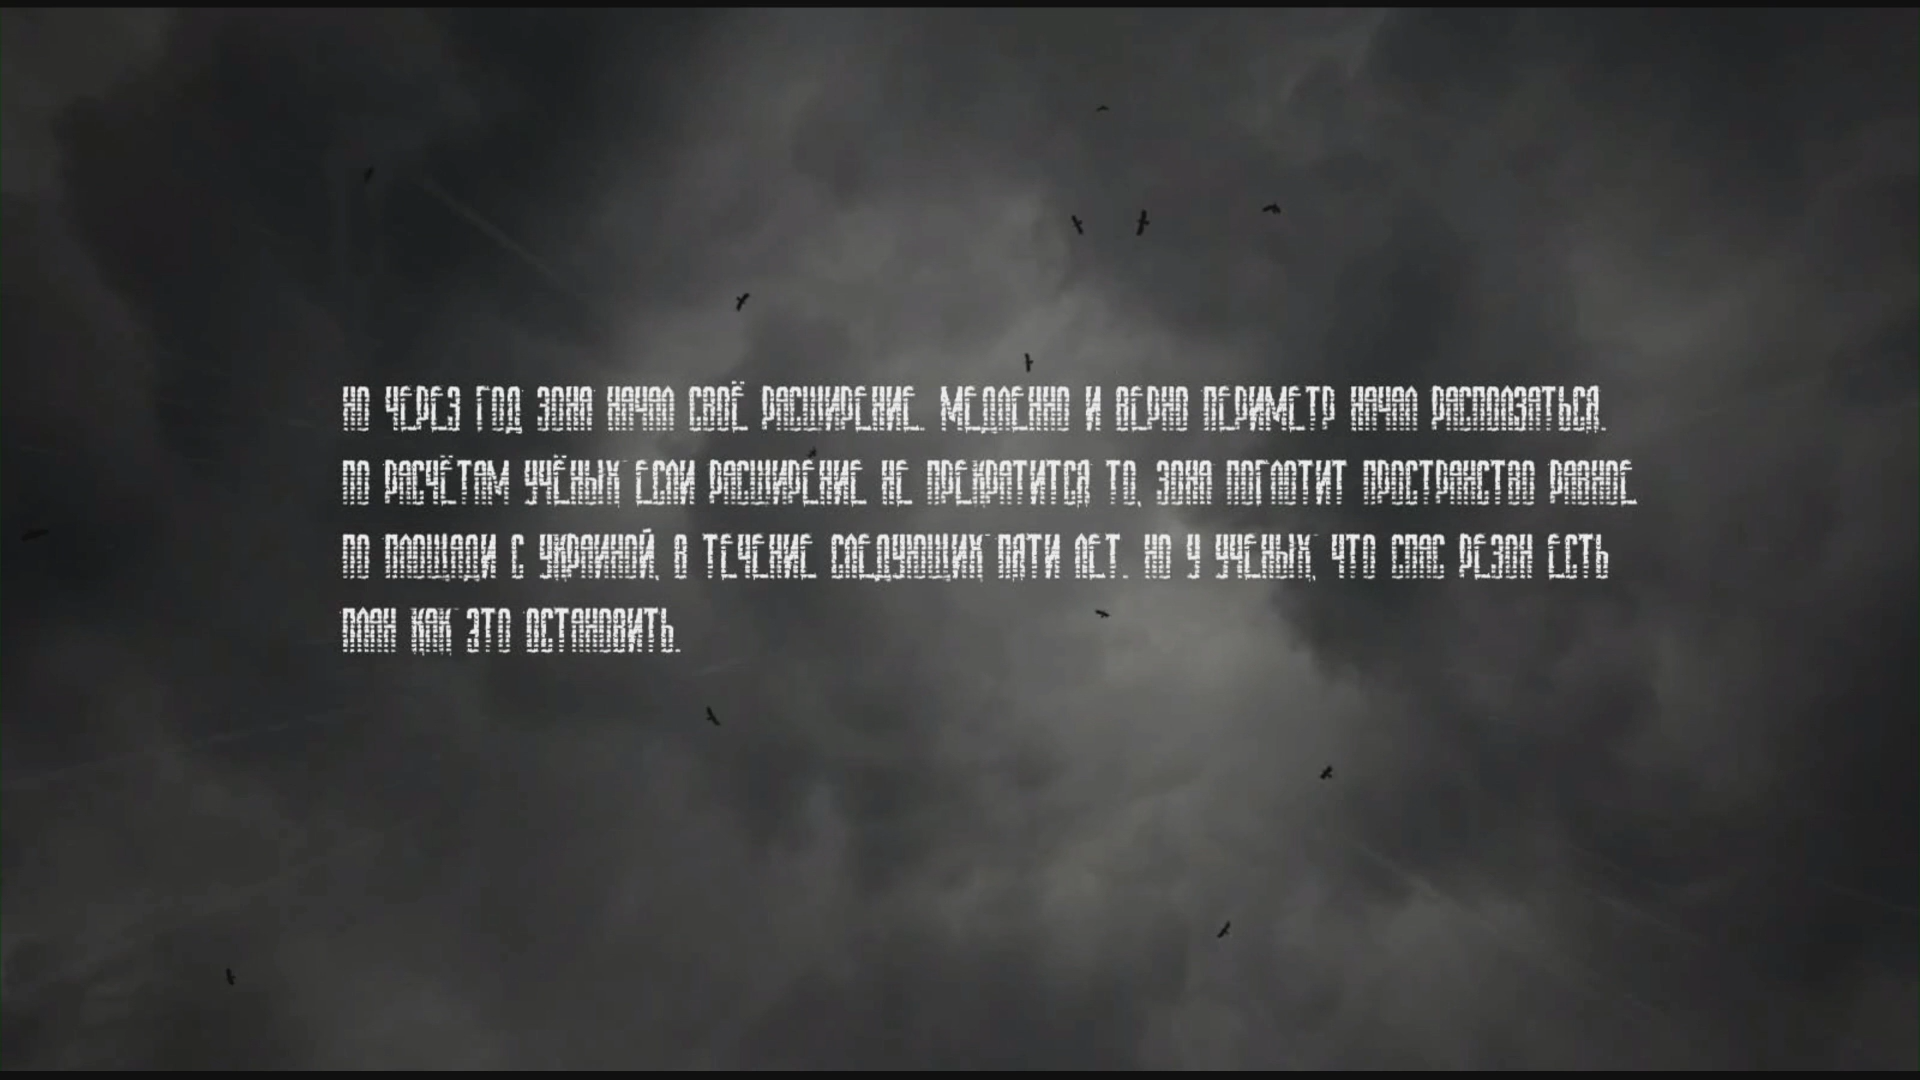 НО ЧЕРЕЗ ГОД ЗОНА НАЧАЛ СВОЁ РАСШИРЕНИЕ. МЕДЛЕННО И ВЕРНО ПЕРИМЕТР НАЧАЛ РАСПОЛЗАТЬСЯ.
ПО РАСЧЁТАМ УЧЁНЫХ ЕСЛИ РАСШИРЕНИЕ НЕ ПРЕКРАТИТСЯ ТО, ЗОНА ПОГЛОТИТ ПРОСТРАНСТВО РАВНОЕ
ПО ПЛОЩАДИ С УКРАИНОЙ, В ТЕЧЕНИЕ СЛЕДУЮЩИХ ПЯТИ ЛЕТ. НО У УЧЕНЫХ, ЧТО СПАС РЕЗОН ЕСТЬ
ПЛАН КАК ЭТО ОСТАНОВИТЬ.